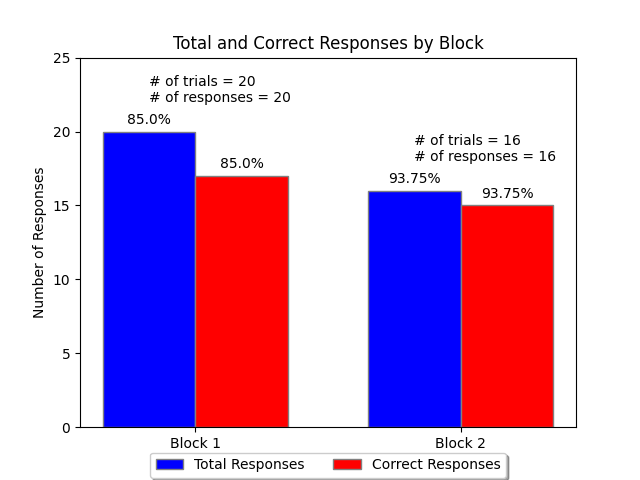 Total and Correct Responses by Block
25
# of trials = 20
# of responses = 20
85.0%
85.0%
# of trials = 16
# of responses = 16
93.75%
93.75%
20
15
10
5
0
Number of Responses
Block 1
Block 2
Total Responses
Correct Responses